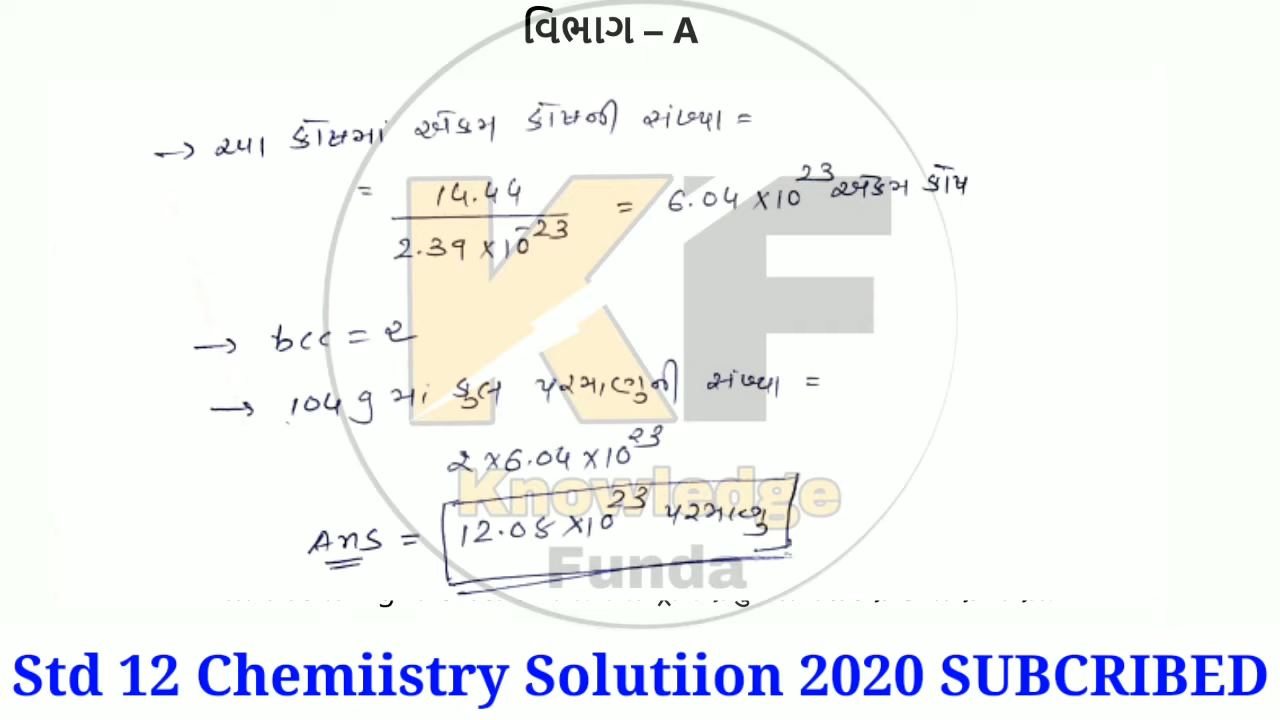 વિભાગ – A
→ આ કોષમાં એકમ કોષની સંખ્યા =
= 14.44 / 2.39 × 10⁻²³ = 6.04 × 10²³ એકમ કોષ
→ bcc = ૨
→ 104 g માં કુલ પરમાણુની સંખ્યા =
2 × 6.04 × 10²³
Ans = 12.08 × 10²³ પરમાણુ
KF
Knowledge
Funda
Std 12 Chemiistry Solutiion 2020 SUBCRIBED